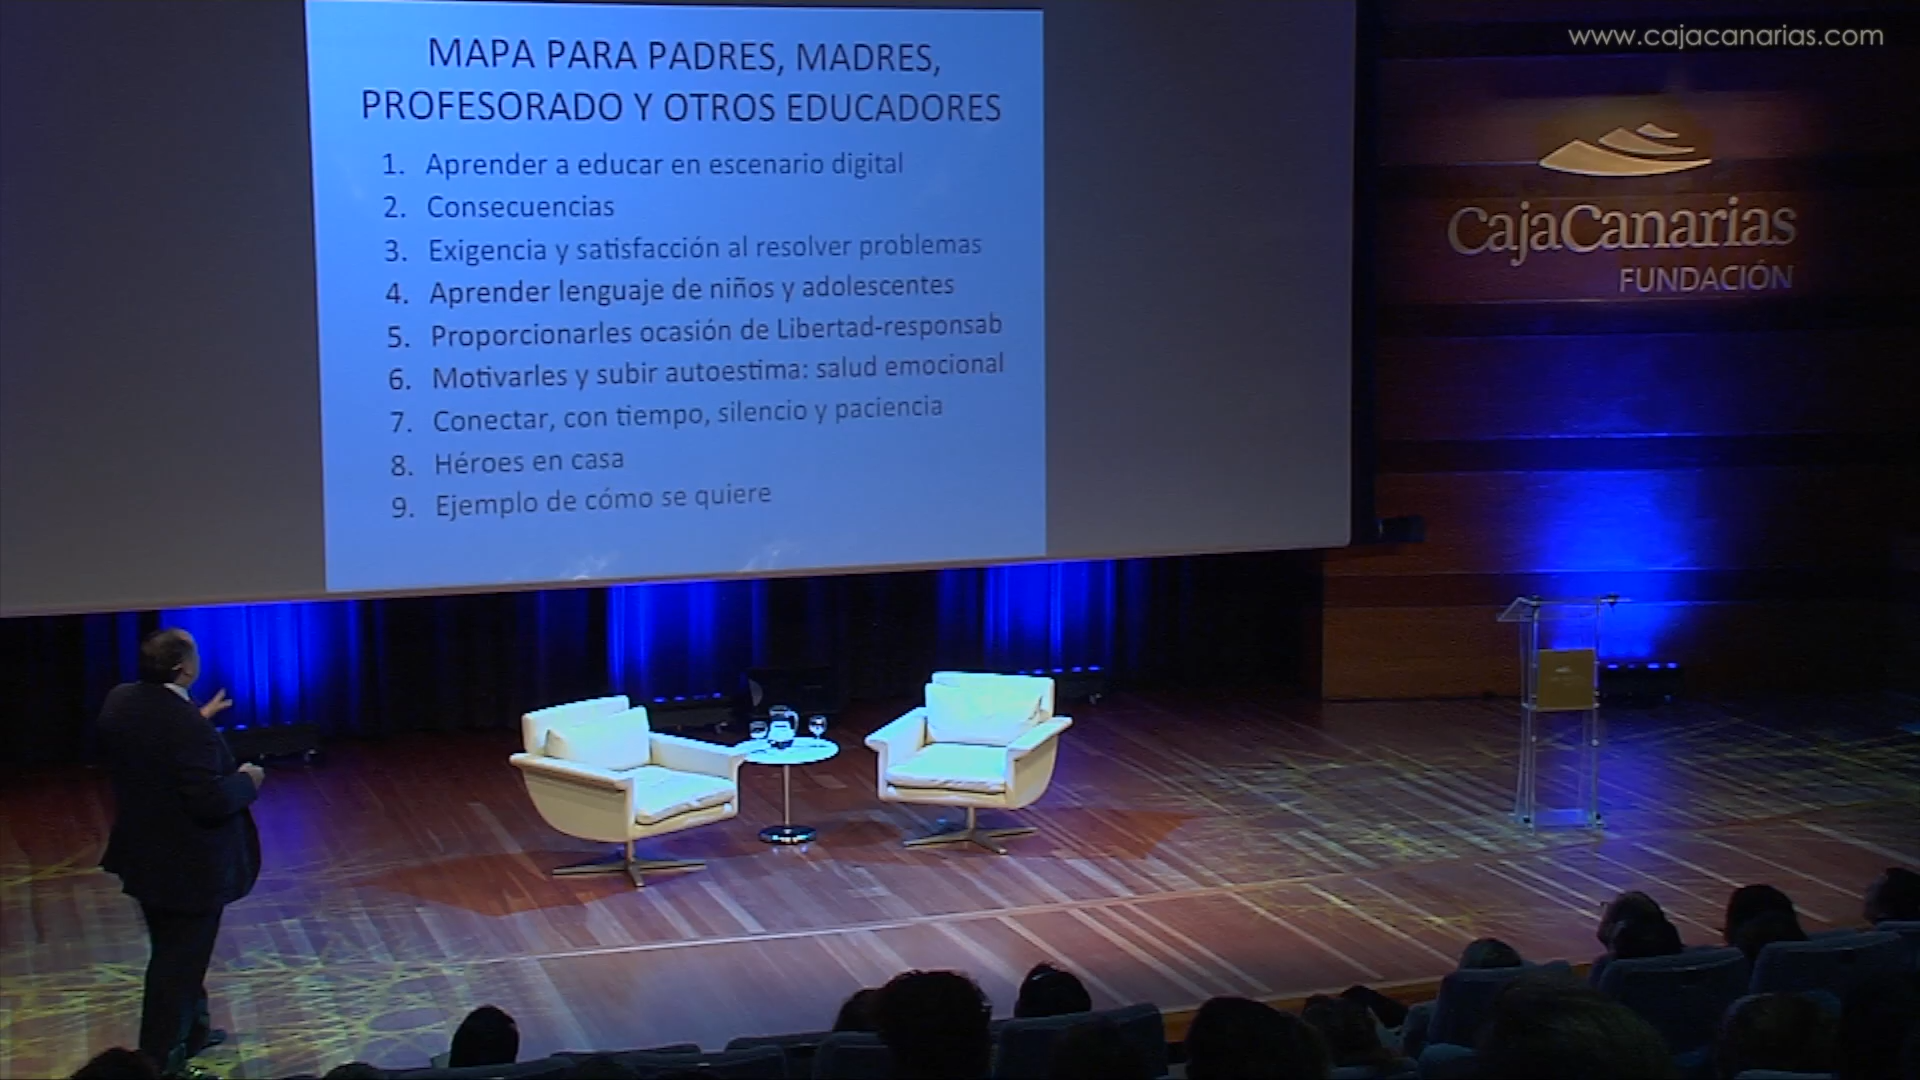 www.cajacanarias.com
MAPA PARA PADRES, MADRES,
PROFESORADO Y OTROS EDUCADORES
1. Aprender a educar en escenario digital
2. Consecuencias
3. Exigencia y satisfacción al resolver problemas
4. Aprender lenguaje de niños y adolescentes
5. Proporcionarles ocasión de Libertad-responsab
6. Motivarles y subir autoestima: salud emocional
7. Conectar, con tiempo, silencio y paciencia
8. Héroes en casa
9. Ejemplo de cómo se quiere
CajaCanarias
FUNDACIÓN